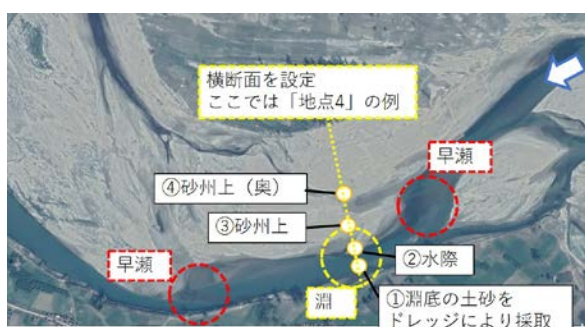 横断面を設定
ここでは「地点4」の例
早瀬
④砂州上（奥）
③砂州上
②水際
早瀬
淵
①淵底の土砂を
ドレッジにより採取